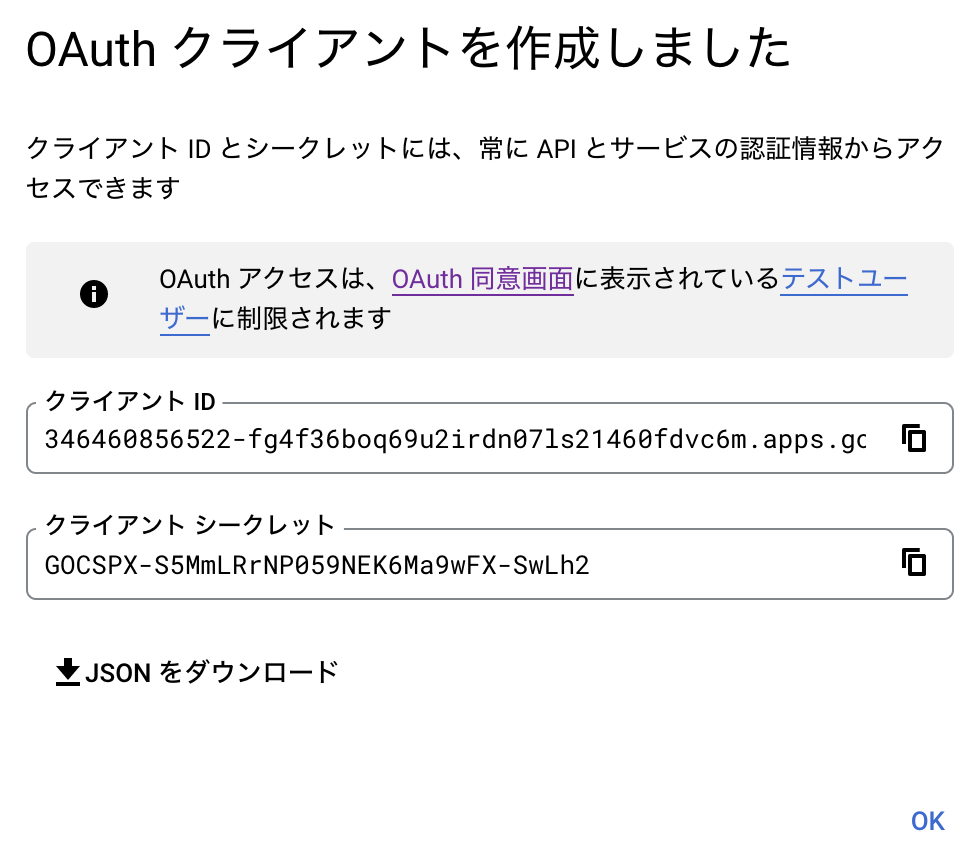 OAuth クライアントを作成しました
クライアント ID とシークレットには、常に API とサービスの認証情報からアク
セスできます
OAuth アクセスは、OAuth 同意画面に表示されているテストユー
ザーに制限されます
クライアント ID
346460856522-fg4f36boq69u2irdn07ls21460fdvc6m.apps.go
クライアント シークレット
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
JSON をダウンロード
OK